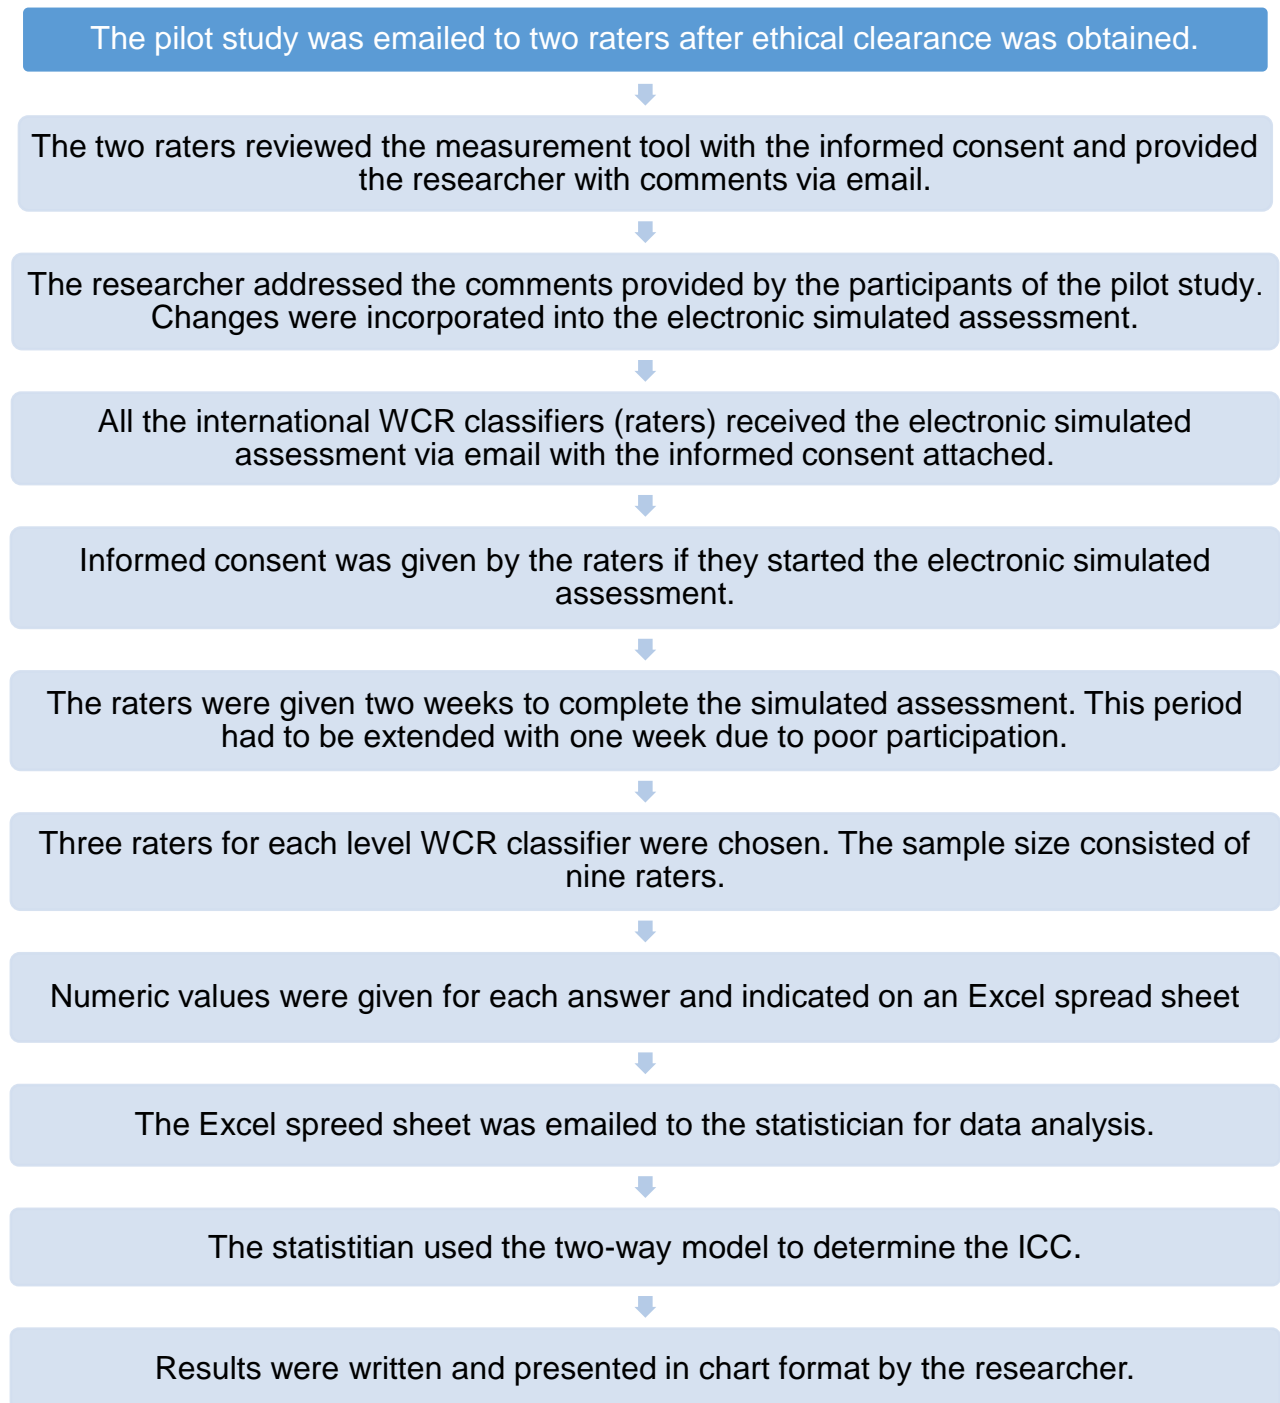 The pilot study was emailed to two raters after ethical clearance was obtained.
The two raters reviewed the measurement tool with the informed consent and provided
the researcher with comments via email.
The researcher addressed the comments provided by the participants of the pilot study.
Changes were incorporated into the electronic simulated assessment.
All the international WCR classifiers (raters) received the electronic simulated
assessment via email with the informed consent attached.
Informed consent was given by the raters if they started the electronic simulated
assessment.
The raters were given two weeks to complete the simulated assessment. This period
had to be extended with one week due to poor participation.
Three raters for each level WCR classifier were chosen. The sample size consisted of
nine raters.
Numeric values were given for each answer and indicated on an Excel spread sheet
The Excel spreed sheet was emailed to the statistician for data analysis.
The statistitian used the two-way model to determine the ICC.
Results were written and presented in chart format by the researcher.